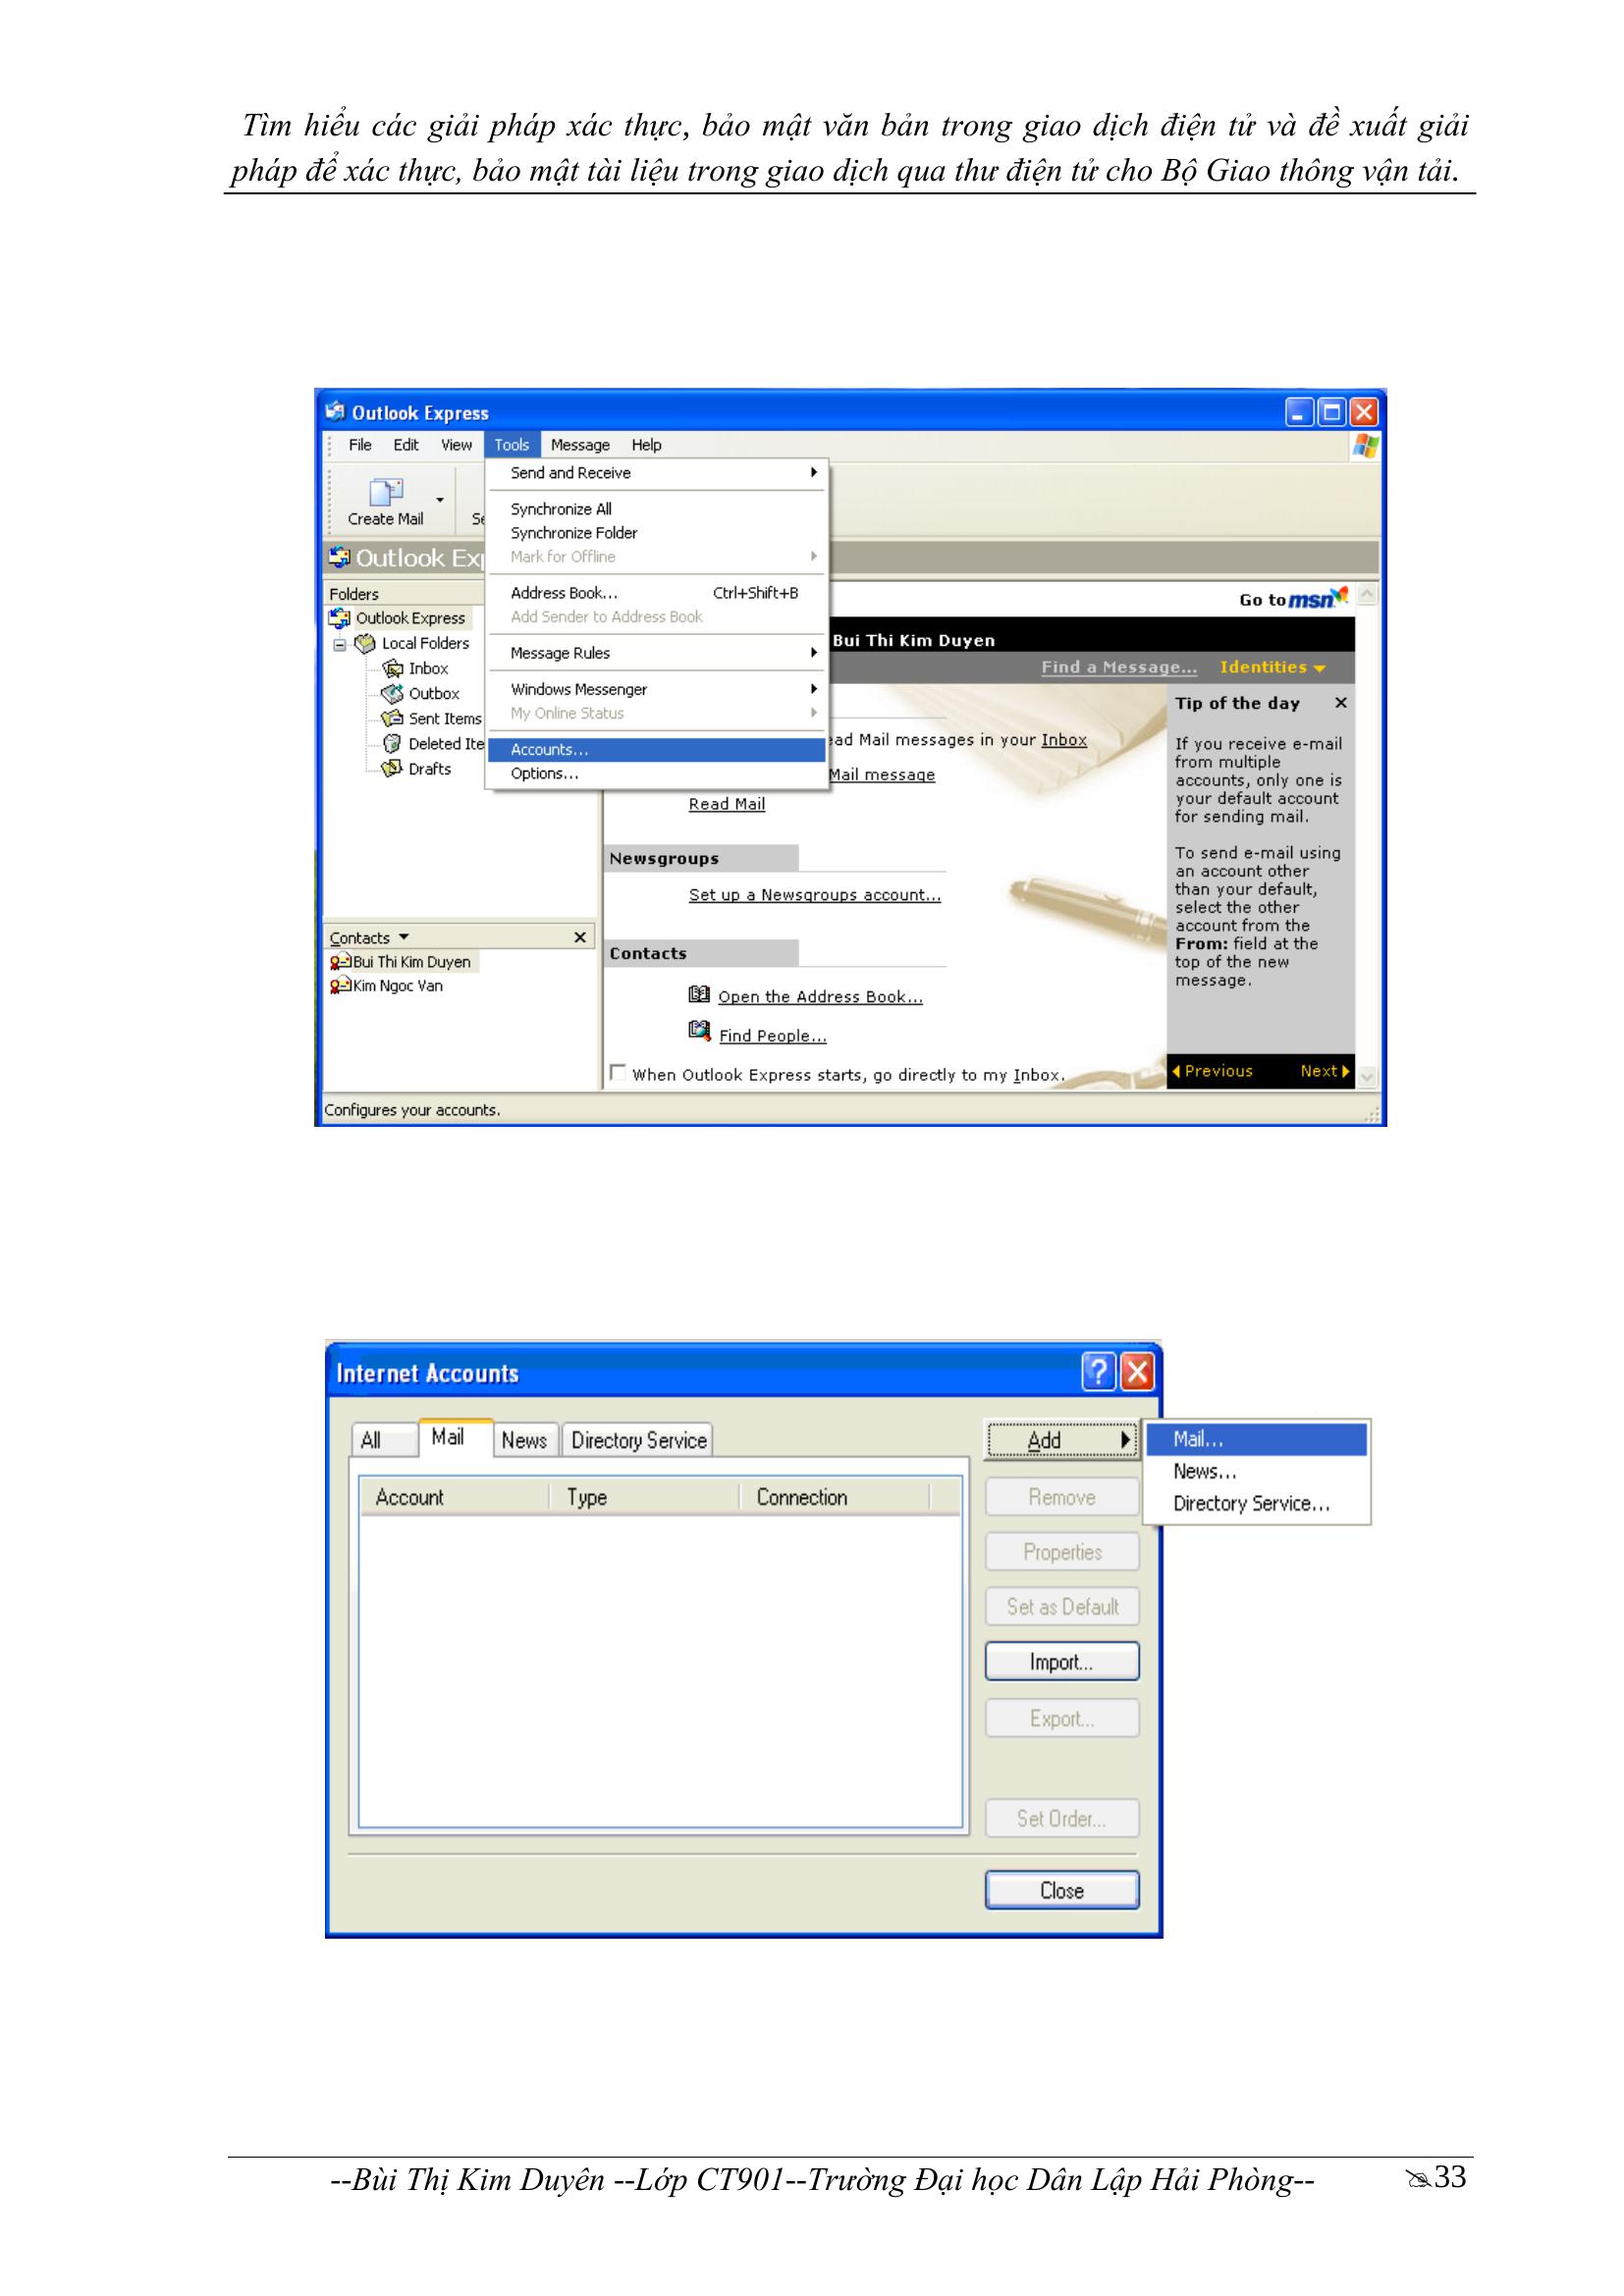 Tìm hiểu các giải pháp xác thực, bảo mật văn bản trong giao dịch điện tử và đề xuất giải
pháp để xác thực, bảo mật tài liệu trong giao dịch qua thư điện tử cho Bộ Giao thông vận tải.
Outlook Express
File Edit View Tools Message Help
Create Mail
Send and Receive
Synchronize All
Synchronize Folder
Mark for Offline
Address Book... Ctrl+Shift+B
Add Sender to Address Book
Message Rules
Windows Messenger
My Online Status
Accounts...
Options...
Outlook Exp
Folders
Outlook Express
Local Folders
Inbox
Outbox
Sent Items
Deleted Ite
Drafts
Contacts
Bui Thi Kim Duyen
Kim Ngoc Van
Go to msn
Bui Thi Kim Duyen
Find a Message... Identities
ead Mail messages in your Inbox
Mail message
Read Mail
Newsgroups
Set up a Newsgroups account...
Contacts
Open the Address Book...
Find People...
When Outlook Express starts, go directly to my Inbox.
Tip of the day
If you receive e-mail
from multiple
accounts, only one is
your default account
for sending mail.
To send e-mail using
an account other
than your default,
select the other
account from the
From: field at the
top of the new
message.
Previous Next
Configures your accounts.
Internet Accounts
All Mail News Directory Service
Account Type Connection
Add
Remove
Properties
Set as Default
Import...
Export...
Set Order...
Close
Mail...
News...
Directory Service...
--Bùi Thị Kim Duyên --Lớp CT901--Trường Đại học Dân Lập Hải Phòng-- 33